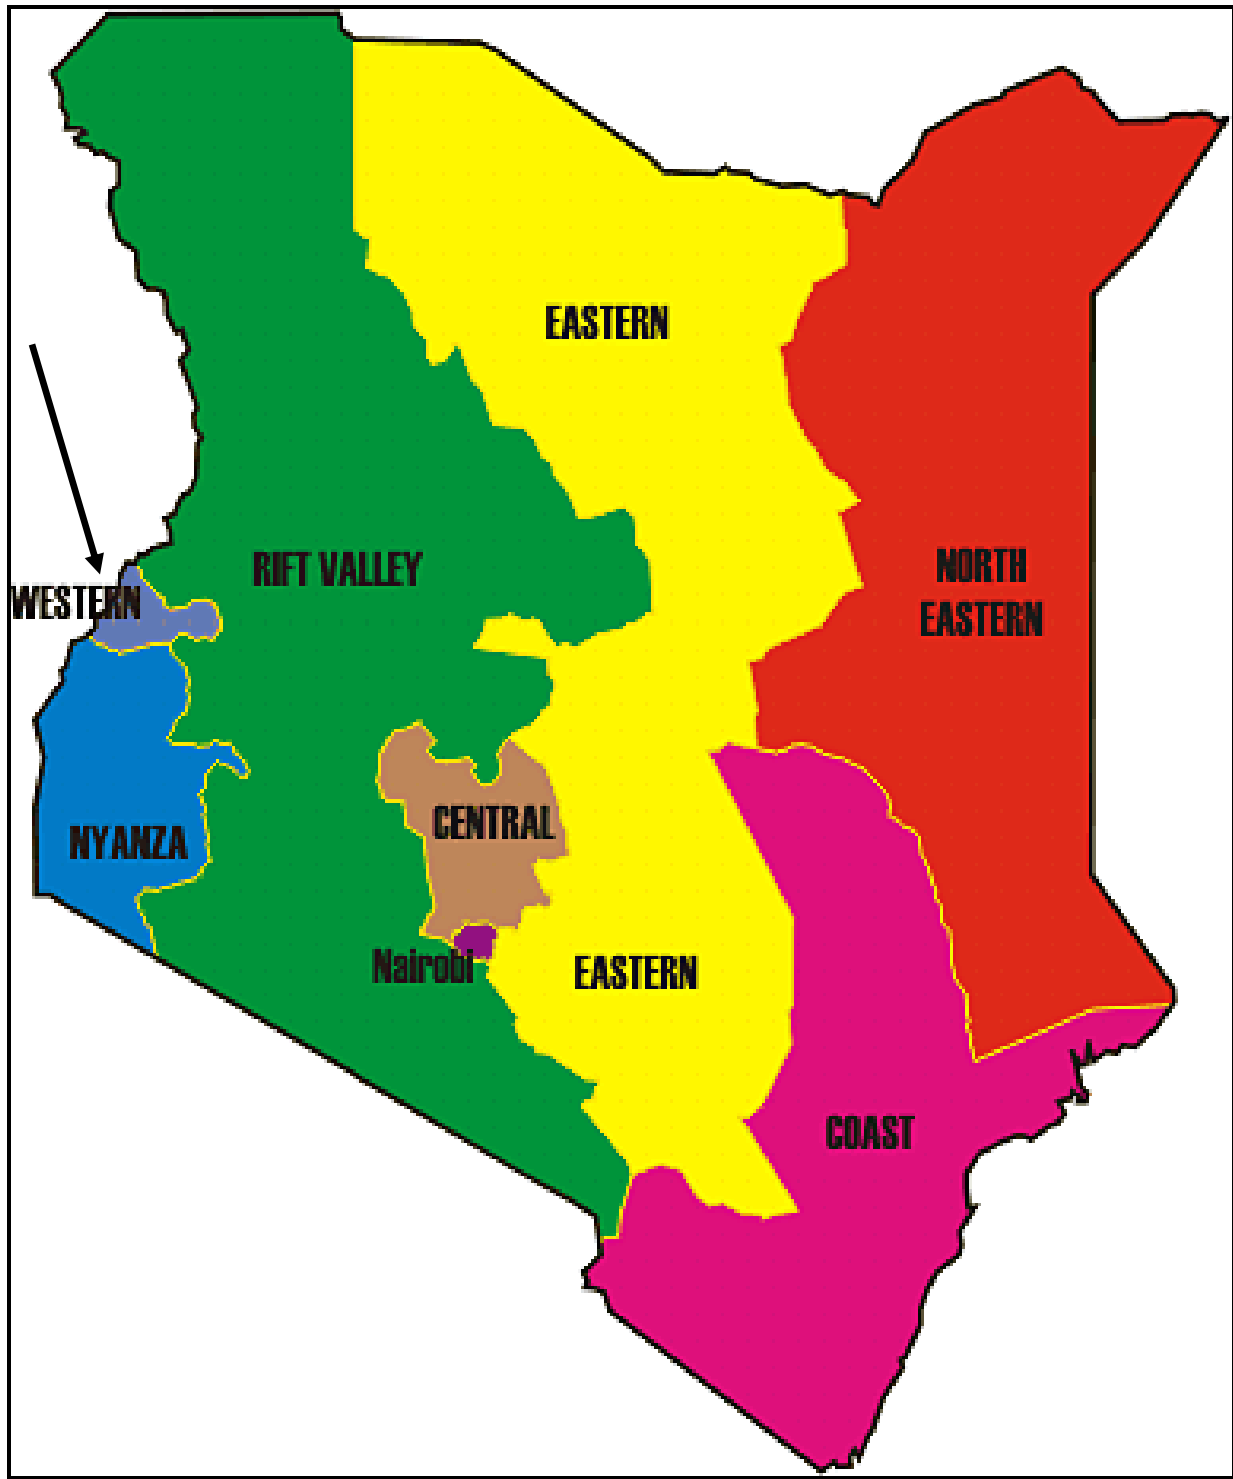 EASTERN
RIFT VALLEY
NORTH
EASTERN
WESTERN
CENTRAL
NYANZA
Nairobi
EASTERN
COAST